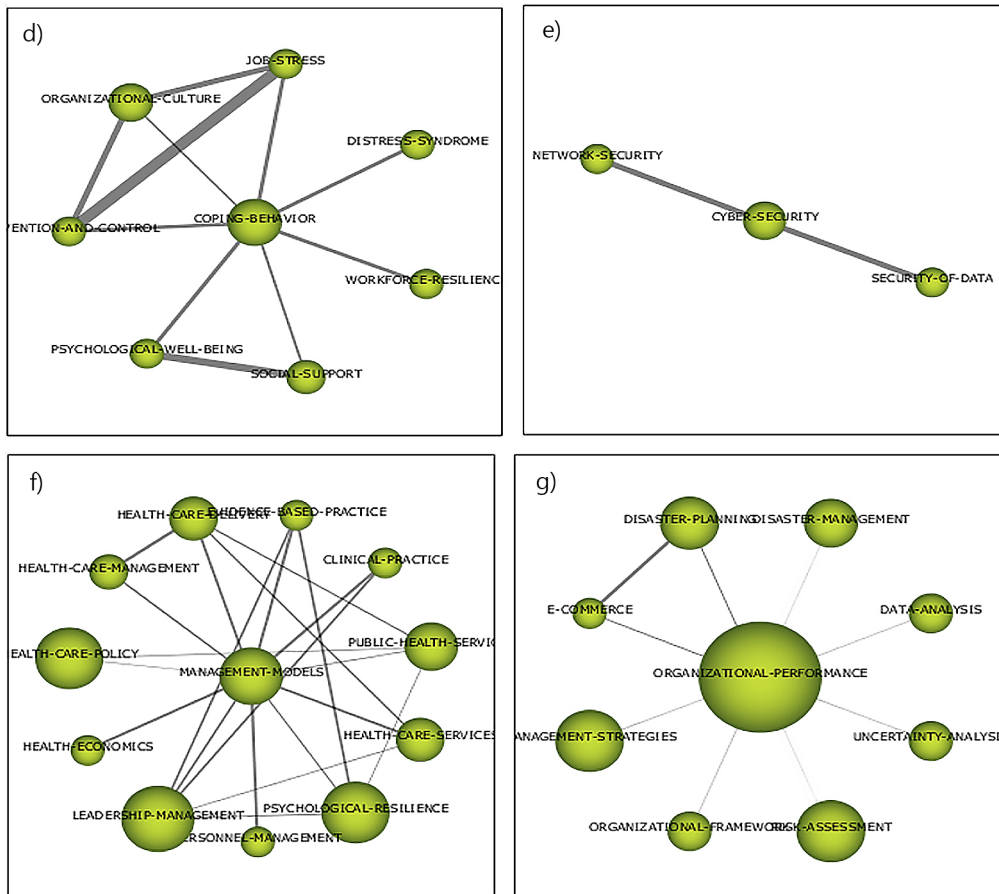 d)
JOB-STRESS
ORGANIZATIONAL-CULTURE
DISTRESS-SYNDROME
COPING-BEHAVIOR
VENTION-AND-CONTROL
WORKFORCE-RESILIENC
PSYCHOLOGICAL-WELL-BEING
SOCIAL-SUPPORT
e)
NETWORK-SECURITY
CYBER-SECURITY
SECURITY-OF-DATA
f)
HEALTH-CARE-DELIVERY
EVIDENCE-BASED-PRACTICE
CLINICAL-PRACTICE
HEALTH-CARE-MANAGEMENT
PUBLIC-HEALTH-SERVIC
EALTH-CARE-POLICY
MANAGEMENT-MODELS
HEALTH-CARE-SERVICES
HEALTH-ECONOMICS
PSYCHOLOGICAL-RESILIENCE
LEADERSHIP-MANAGEMENT
ERSONNEL-MANAGEMENT
g)
DISASTER-PLANNING
DISASTER-MANAGEMENT
E-COMMERCE
DATA-ANALYSIS
ORGANIZATIONAL-PERFORMANCE
ANAGEMENT-STRATEGIES
UNCERTAINTY-ANALYSI
ORGANIZATIONAL-FRAMEWORK
RISK-ASSESSMENT